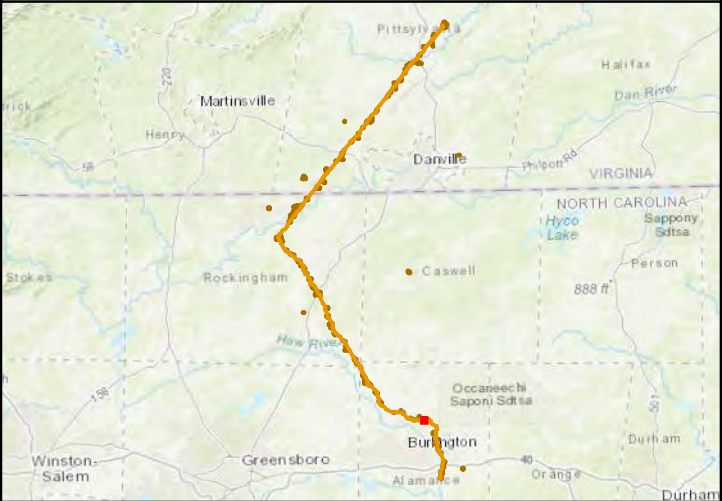 Pittsylvania
Halifax
220
Martinsville
Dan River
rick
Henry
Danville
58
Philpott Rd
VIRGINIA
NORTH CAROLINA
Hyco
Lake
Sappony
Sdtsa
Stokes
Rockingham
Caswell
Person
888 ft
Haw River
h
158
Occaneechi
Saponi Sdtsa
501
Burlington
Durham
Winston-
Salem
Greensboro
40
Alamance
Orange
Durham